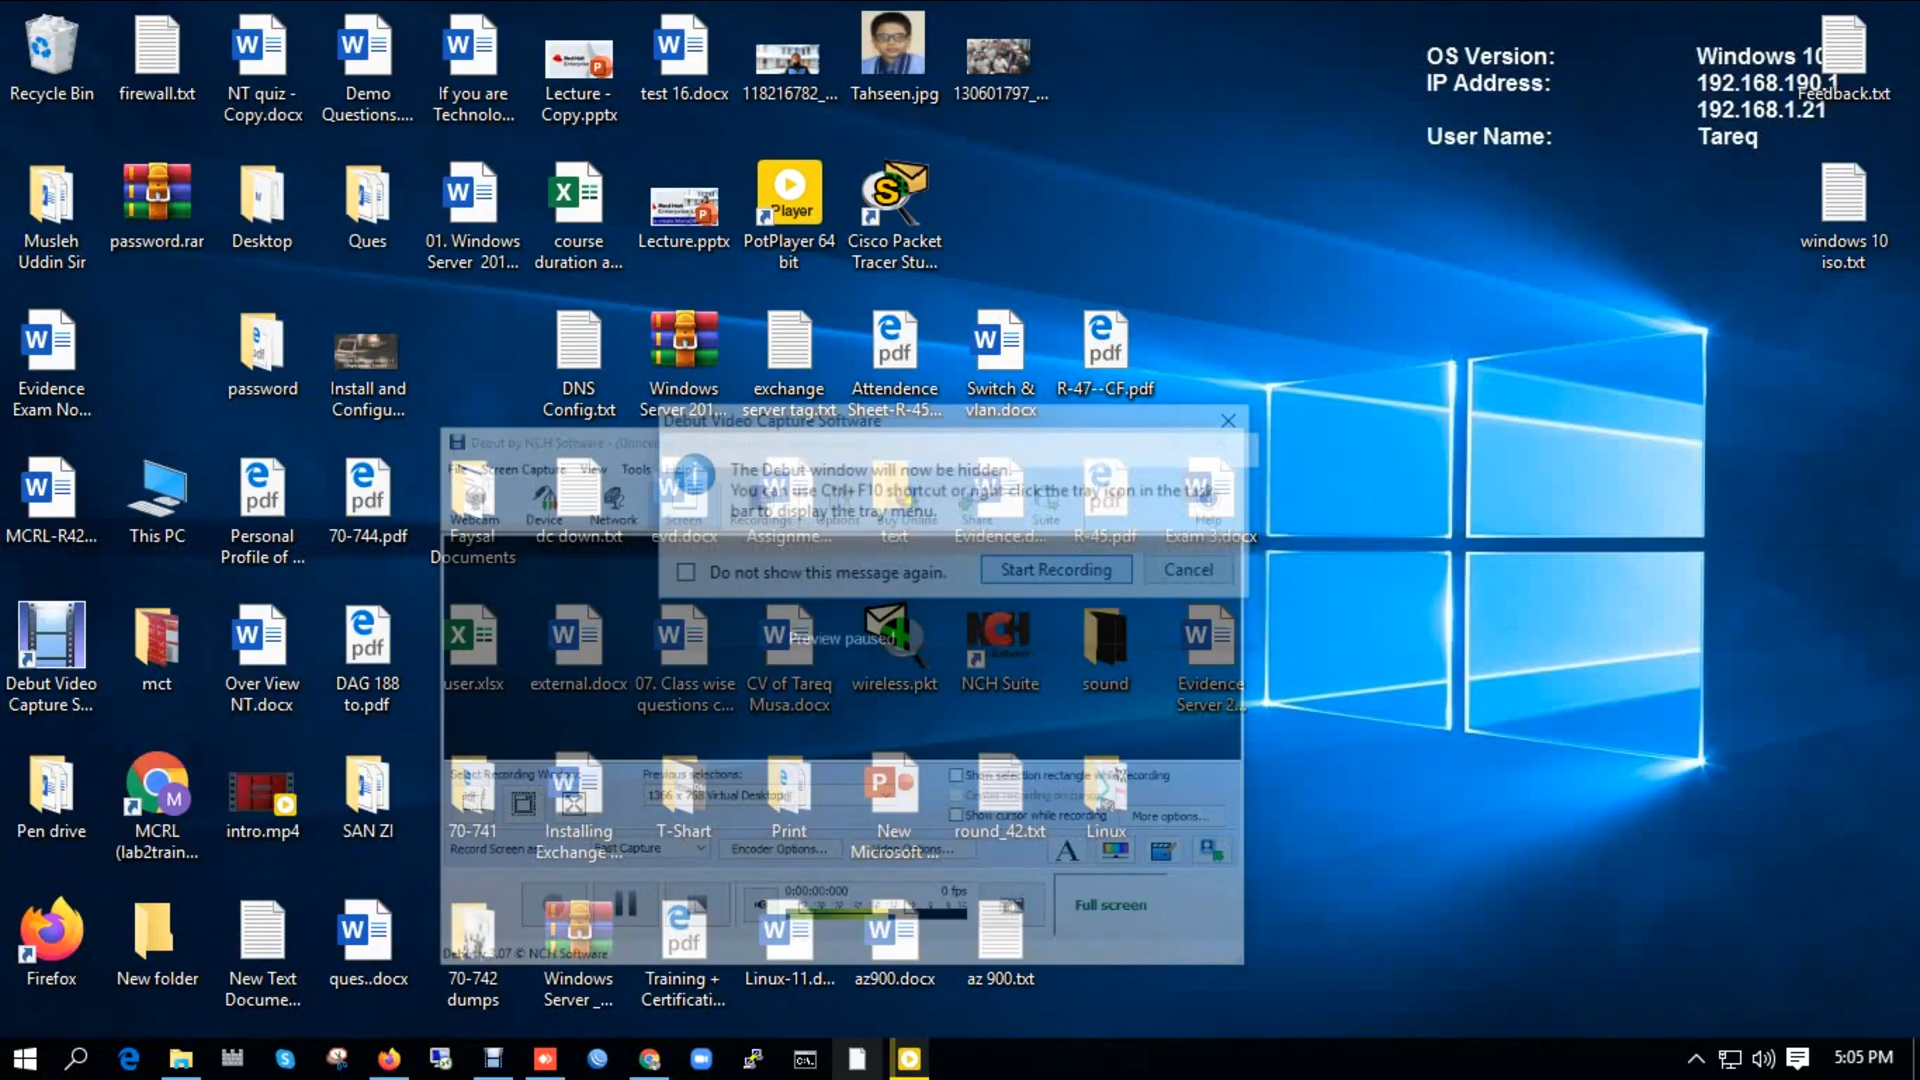 OS Version: Windows 10
IP Address: 192.168.190.1
192.168.1.21
User Name: Tareq
Recycle Bin
firewall.txt
NT quiz -
Copy.docx
Demo
Questions....
If you are
Technolo...
Lecture -
Copy.pptx
test 16.docx
118216782_...
Tahseen.jpg
130601797_...
Feedback.txt
Musleh
Uddin Sir
password.rar
Desktop
Ques
01. Windows
Server 201...
course
duration a...
Lecture.pptx
Player
PotPlayer 64
bit
Cisco Packet
Tracer Stu...
windows 10
iso.txt
Evidence
Exam No...
password
Install and
Configu...
DNS
Config.txt
Windows
Server 201...
exchange
server tag.txt
Attendence
Sheet-R-45...
Switch &
vlan.docx
R-47--CF.pdf
Debut Video Capture Software
Debut by NCH Software -
The Debut window will now be hidden.
You can use Ctrl+F10 shortcut or right click the tray icon in the task
bar to display the tray menu.
Do not show this message again.
Start Recording
Cancel
File Screen Capture View Tools Help
Webcam Device Network Screen Recordings Options Buy Online Share Suite Help
MCRL-R42...
This PC
Personal
Profile of ...
70-744.pdf
Faysal
Documents
dc down.txt
evd.docx
Assignme...
text
Evidence.d...
R-45.pdf
Exam 3.docx
Preview paused
Debut Video
Capture S...
mct
Over View
NT.docx
DAG 188
to.pdf
user.xlsx
external.docx
07. Class wise
questions c...
CV of Tareq
Musa.docx
wireless.pkt
NCH Suite
sound
Evidence
Server 2...
Select Recording Window:
Previous selections:
1366 x 768 Virtual Desktop
Show selection rectangle while recording
Center recording on cursor
Show cursor while recording
More options...
Record Screen as:
Fast Capture
Encoder Options...
Video Options...
Pen drive
MCRL
(lab2train...
intro.mp4
SAN ZI
70-741
Installing
Exchange ...
T-Shart
Print
New
Microsoft ...
round_42.txt
Linux
0:00:00:000
0 fps
Full screen
NCH Software
Firefox
New folder
New Text
Docume...
ques..docx
70-742
dumps
Windows
Server _...
Training +
Certificati...
Linux-11.d...
az900.docx
az 900.txt
5:05 PM